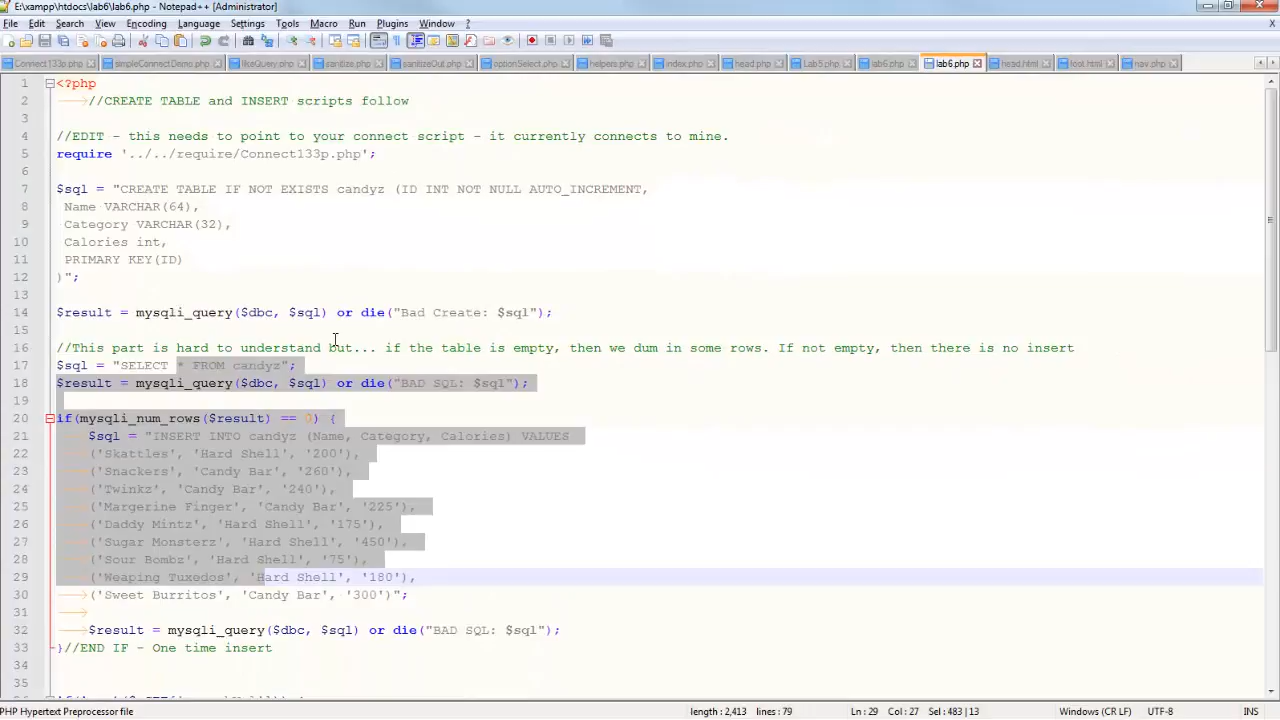 E:\xampp\htdocs\lab6\lab6.php - Notepad++ [Administrator]
File Edit Search View Encoding Language Settings Tools Macro Run Plugins Window ?
Connect133p.php simpleConnectDemo.php likeQuery.php sanitize.php sanitizeOut.php optionSelect.php helpers.php index.php head.php Lab5.php lab6.php lab6.php head.html foot.html nav.php
1 <?php
2 //CREATE TABLE and INSERT scripts follow
3
4 //EDIT - this needs to point to your connect script - it currently connects to mine.
5 require '../../require/Connect133p.php';
6
7 $sql = "CREATE TABLE IF NOT EXISTS candyz (ID INT NOT NULL AUTO_INCREMENT,
8 Name VARCHAR(64),
9 Category VARCHAR(32),
10 Calories int,
11 PRIMARY KEY(ID)
12 )";
13
14 $result = mysqli_query($dbc, $sql) or die("Bad Create: $sql");
15
16 //This part is hard to understand but... if the table is empty, then we dum in some rows. If not empty, then there is no insert
17 $sql = "SELECT * FROM candyz";
18 $result = mysqli_query($dbc, $sql) or die("BAD SQL: $sql");
19
20 if(mysqli_num_rows($result) == 0) {
21 $sql = "INSERT INTO candyz (Name, Category, Calories) VALUES
22 ('Skattles', 'Hard Shell', '200'),
23 ('Snackers', 'Candy Bar', '260'),
24 ('Twinkz', 'Candy Bar', '240'),
25 ('Margerine Finger', 'Candy Bar', '225'),
26 ('Daddy Mintz', 'Hard Shell', '175'),
27 ('Sugar Monsterz', 'Hard Shell', '450'),
28 ('Sour Bombz', 'Hard Shell', '75'),
29 ('Weaping Tuxedos', 'Hard Shell', '180'),
30 ('Sweet Burritos', 'Candy Bar', '300')";
31
32 $result = mysqli_query($dbc, $sql) or die("BAD SQL: $sql");
33 }//END IF - One time insert
34
35
PHP Hypertext Preprocessor file length : 2,413 lines : 79 Ln : 29 Col : 27 Sel : 483 | 13 Windows (CR LF) UTF-8 INS